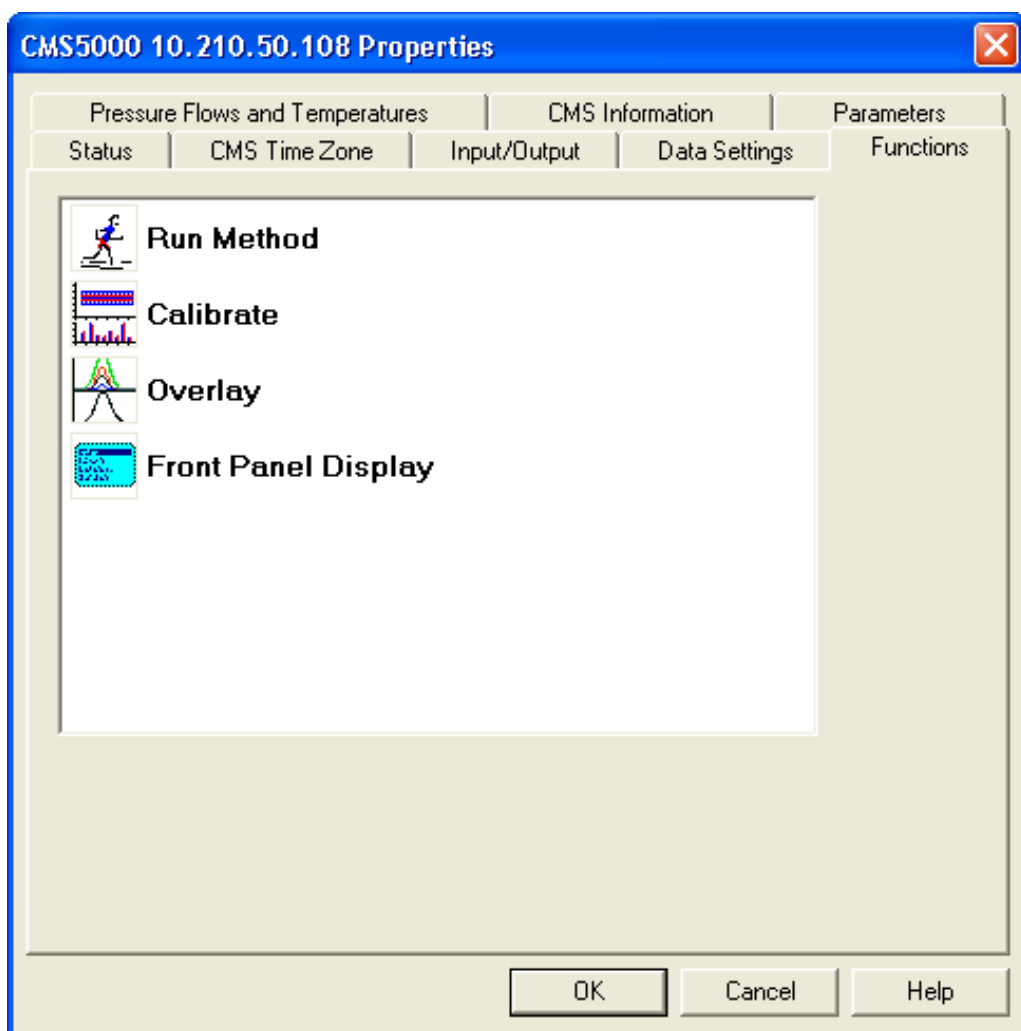 CMS5000 10.210.50.108 Properties
Pressure Flows and Temperatures CMS Information Parameters
Status CMS Time Zone Input/Output Data Settings Functions
Run Method
Calibrate
Overlay
Front Panel Display
OK Cancel Help